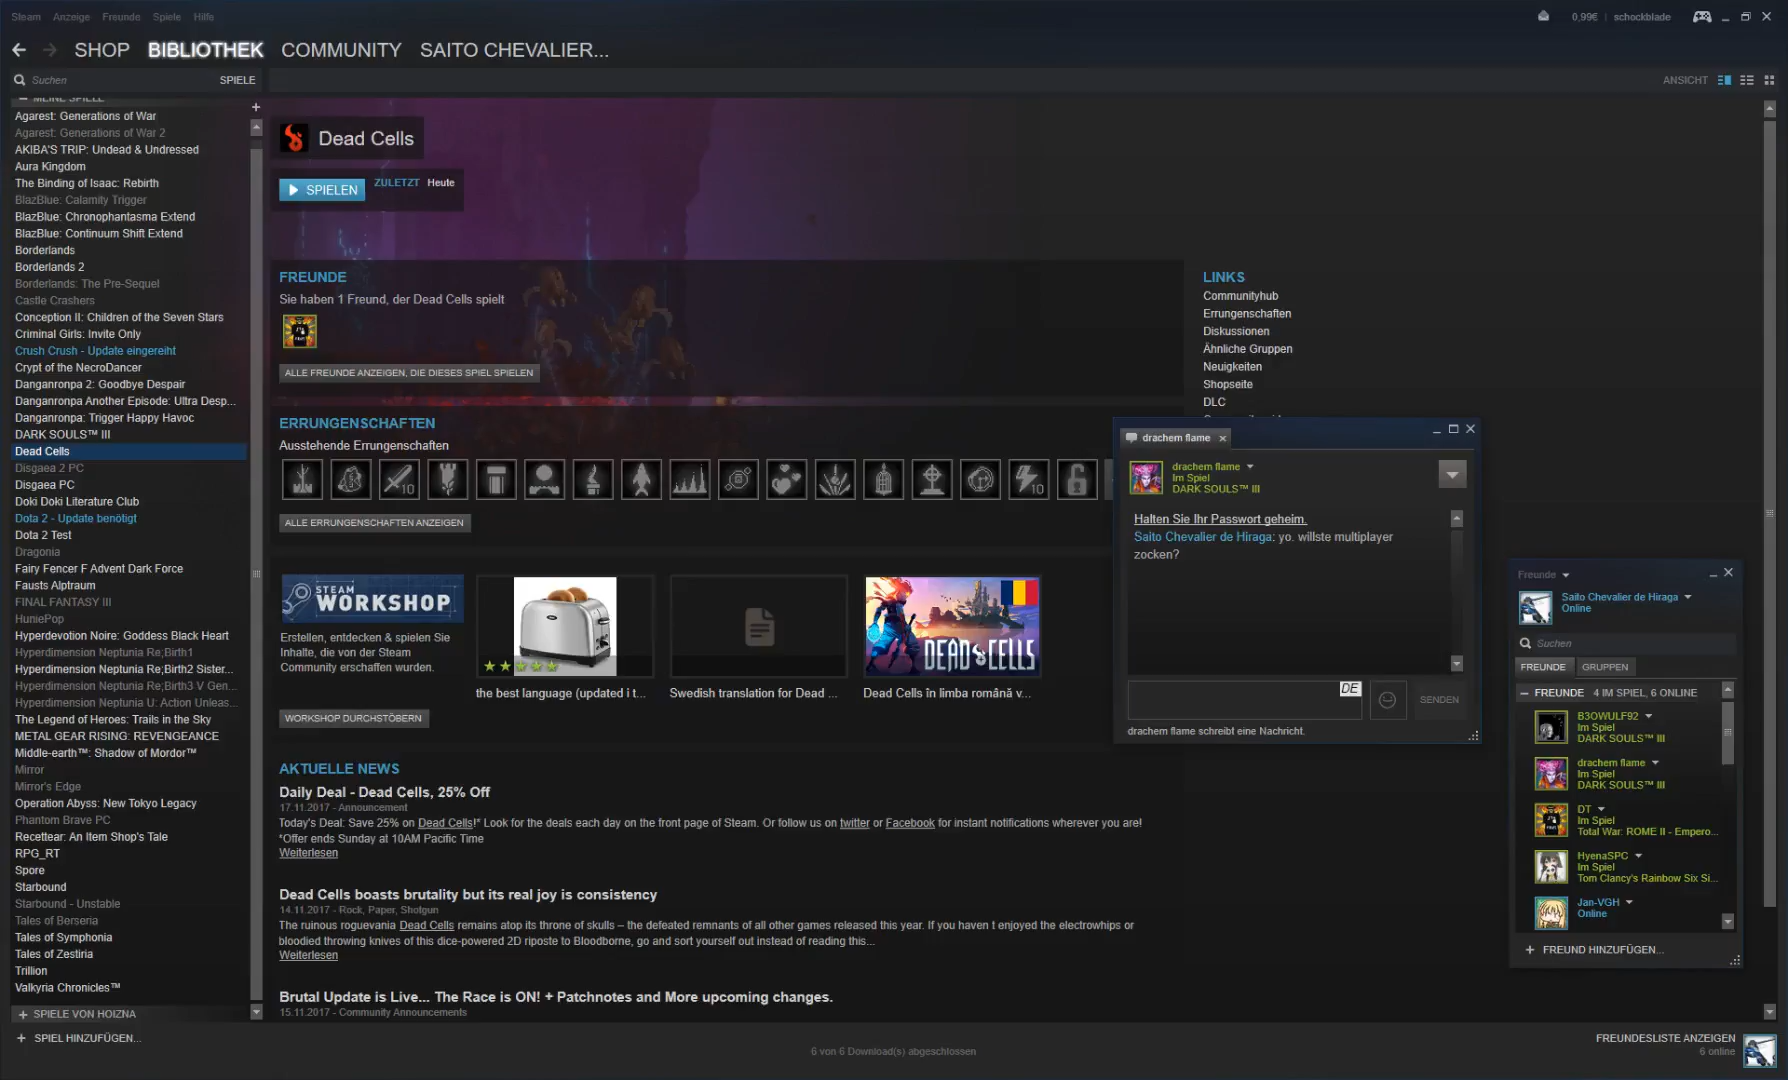 Steam Anzeige Freunde Spiele Hilfe
0,99€ | schockblade
SHOP BIBLIOTHEK COMMUNITY SAITO CHEVALIER...
Suchen SPIELE
ANSICHT
— MEINE SPIELE
+
Agarest: Generations of War
Agarest: Generations of War 2
AKIBA'S TRIP: Undead & Undressed
Aura Kingdom
The Binding of Isaac: Rebirth
BlazBlue: Calamity Trigger
BlazBlue: Chronophantasma Extend
BlazBlue: Continuum Shift Extend
Borderlands
Borderlands 2
Borderlands: The Pre-Sequel
Castle Crashers
Conception II: Children of the Seven Stars
Criminal Girls: Invite Only
Crush Crush - Update eingereiht
Crypt of the NecroDancer
Danganronpa 2: Goodbye Despair
Danganronpa Another Episode: Ultra Desp...
Danganronpa: Trigger Happy Havoc
DARK SOULS™ III
Dead Cells
Disgaea 2 PC
Disgaea PC
Doki Doki Literature Club
Dota 2 - Update benötigt
Dota 2 Test
Dragonia
Fairy Fencer F Advent Dark Force
Fausts Alptraum
FINAL FANTASY III
HuniePop
Hyperdevotion Noire: Goddess Black Heart
Hyperdimension Neptunia Re;Birth1
Hyperdimension Neptunia Re;Birth2 Sister...
Hyperdimension Neptunia Re;Birth3 V Gen...
Hyperdimension Neptunia U: Action Unleas...
The Legend of Heroes: Trails in the Sky
METAL GEAR RISING: REVENGEANCE
Middle-earth™: Shadow of Mordor™
Mirror
Mirror's Edge
Operation Abyss: New Tokyo Legacy
Phantom Brave PC
Recettear: An Item Shop's Tale
RPG_RT
Spore
Starbound
Starbound - Unstable
Tales of Berseria
Tales of Symphonia
Tales of Zestiria
Trillion
Valkyria Chronicles™
+ SPIELE VON HOIZNA
+ SPIEL HINZUFÜGEN...
Dead Cells
SPIELEN ZULETZT Heute
FREUNDE
Sie haben 1 Freund, der Dead Cells spielt
ALLE FREUNDE ANZEIGEN, DIE DIESES SPIEL SPIELEN
ERRUNGENSCHAFTEN
Ausstehende Errungenschaften
10
10
ALLE ERRUNGENSCHAFTEN ANZEIGEN
STEAM
WORKSHOP
Erstellen, entdecken & spielen Sie
Inhalte, die von der Steam
Community erschaffen wurden.
WORKSHOP DURCHSTÖBERN
the best language (updated i t...
Swedish translation for Dead ...
DEAD CELLS
Dead Cells în limba română v...
AKTUELLE NEWS
Daily Deal - Dead Cells, 25% Off
17.11.2017 - Announcement
Today's Deal: Save 25% on Dead Cells!* Look for the deals each day on the front page of Steam. Or follow us on twitter or Facebook for instant notifications wherever you are!
*Offer ends Sunday at 10AM Pacific Time
Weiterlesen
Dead Cells boasts brutality but its real joy is consistency
14.11.2017 - Rock, Paper, Shotgun
The ruinous roguevania Dead Cells remains atop its throne of skulls – the defeated remnants of all other games released this year. If you haven t enjoyed the electrowhips or
bloodied throwing knives of this dice-powered 2D riposte to Bloodborne, go and sort yourself out instead of reading this...
Weiterlesen
Brutal Update is Live... The Race is ON! + Patchnotes and More upcoming changes.
15.11.2017 - Community Announcements
LINKS
Communityhub
Errungenschaften
Diskussionen
Ähnliche Gruppen
Neuigkeiten
Shopseite
DLC
drachem flame
drachem flame
Im Spiel
DARK SOULS™ III
Halten Sie Ihr Passwort geheim.
Saito Chevalier de Hiraga: yo. willste multiplayer
zocken?
DE
SENDEN
drachem flame schreibt eine Nachricht.
Freunde
Saito Chevalier de Hiraga
Online
Suchen
FREUNDE GRUPPEN
— FREUNDE 4 IM SPIEL, 6 ONLINE
B3OWULF92
Im Spiel
DARK SOULS™ III
drachem flame
Im Spiel
DARK SOULS™ III
DT
Im Spiel
Total War: ROME II - Empero...
HyenaSPC
Im Spiel
Tom Clancy's Rainbow Six Si...
Jan-VGH
Online
+ FREUND HINZUFÜGEN...
6 von 6 Download(s) abgeschlossen
FREUNDESLISTE ANZEIGEN
6 online